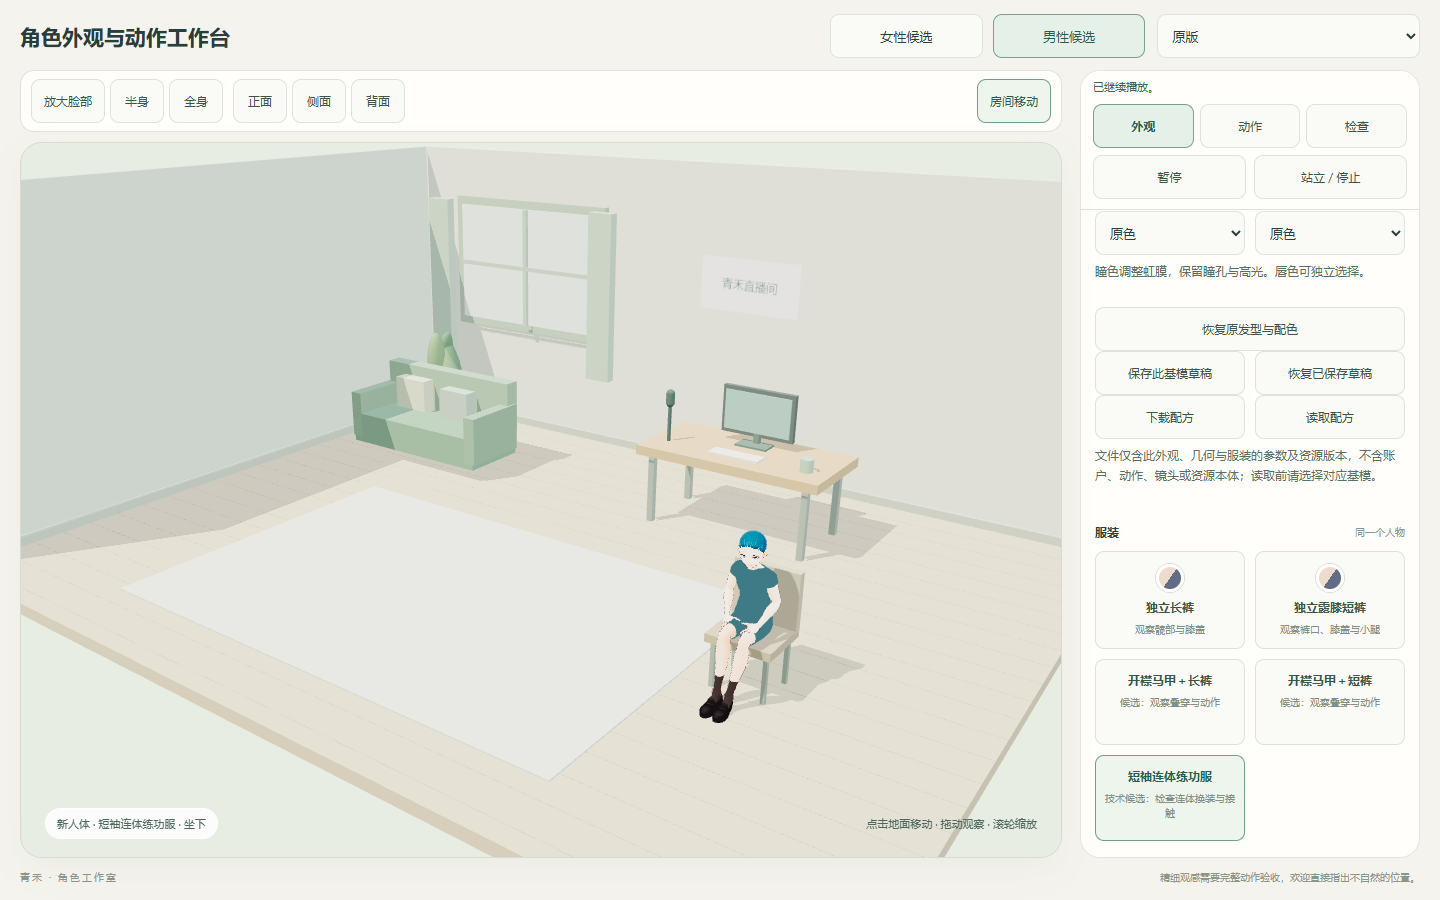 角色外观与动作工作台
女性候选
男性候选
原版
放大脸部
半身
全身
正面
侧面
背面
房间移动
已继续播放。
外观
动作
检查
暂停
站立 / 停止
原色
原色
瞳色调整虹膜，保留瞳孔与高光。唇色可独立选择。
恢复原发型与配色
保存此基模草稿
恢复已保存草稿
下载配方
读取配方
文件仅含此外观、几何与服装的参数及资源版本，不含账
户、动作、镜头或资源本体；读取前请选择对应基模。
服装
同一个人物
独立长裤
观察髋部与膝盖
独立露膝短裤
观察裤口、膝盖与小腿
开襟马甲 + 长裤
候选：观察叠穿与动作
开襟马甲 + 短裤
候选：观察叠穿与动作
短袖连体练功服
技术候选：检查连体换装与接
触
青禾直播间
新人体 · 短袖连体练功服 · 坐下
点击地面移动 · 拖动观察 · 滚轮缩放
青禾 · 角色工作室
精细观感需要完整动作验收，欢迎直接指出不自然的位置。